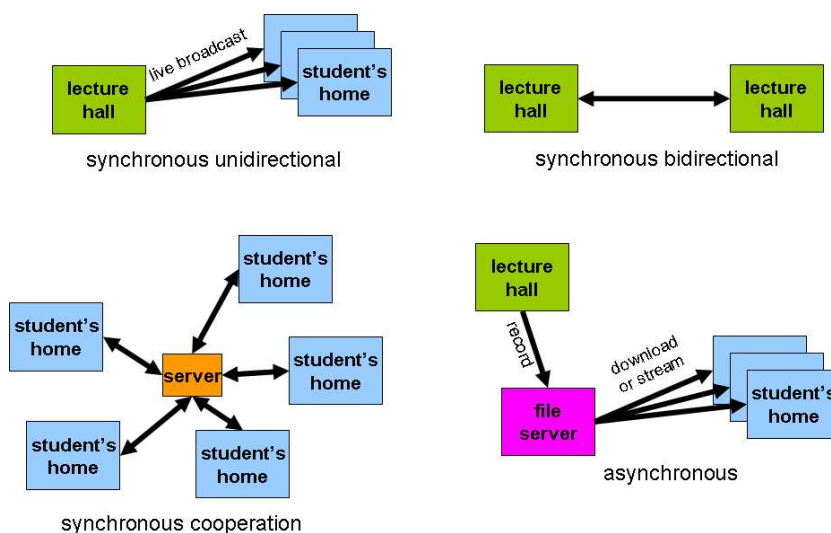 live broadcast
lecture
hall
student's
home
synchronous unidirectional
lecture
hall
lecture
hall
synchronous bidirectional
student's
home
student's
home
server
student's
home
student's
home
student's
home
synchronous cooperation
lecture
hall
record
download
or stream
file
server
student's
home
asynchronous